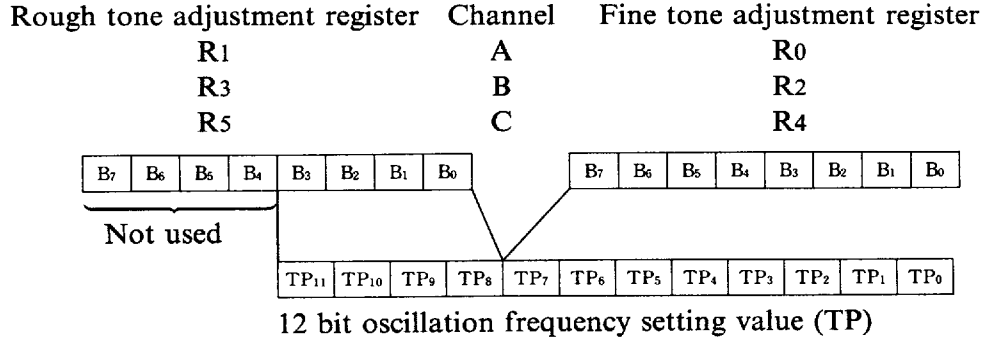 Rough tone adjustment register Channel Fine tone adjustment register
R1 A R0
R3 B R2
R5 C R4
B7 B6 B5 B4 B3 B2 B1 B0 B7 B6 B5 B4 B3 B2 B1 B0
Not used
TP11 TP10 TP9 TP8 TP7 TP6 TP5 TP4 TP3 TP2 TP1 TP0
12 bit oscillation frequency setting value (TP)